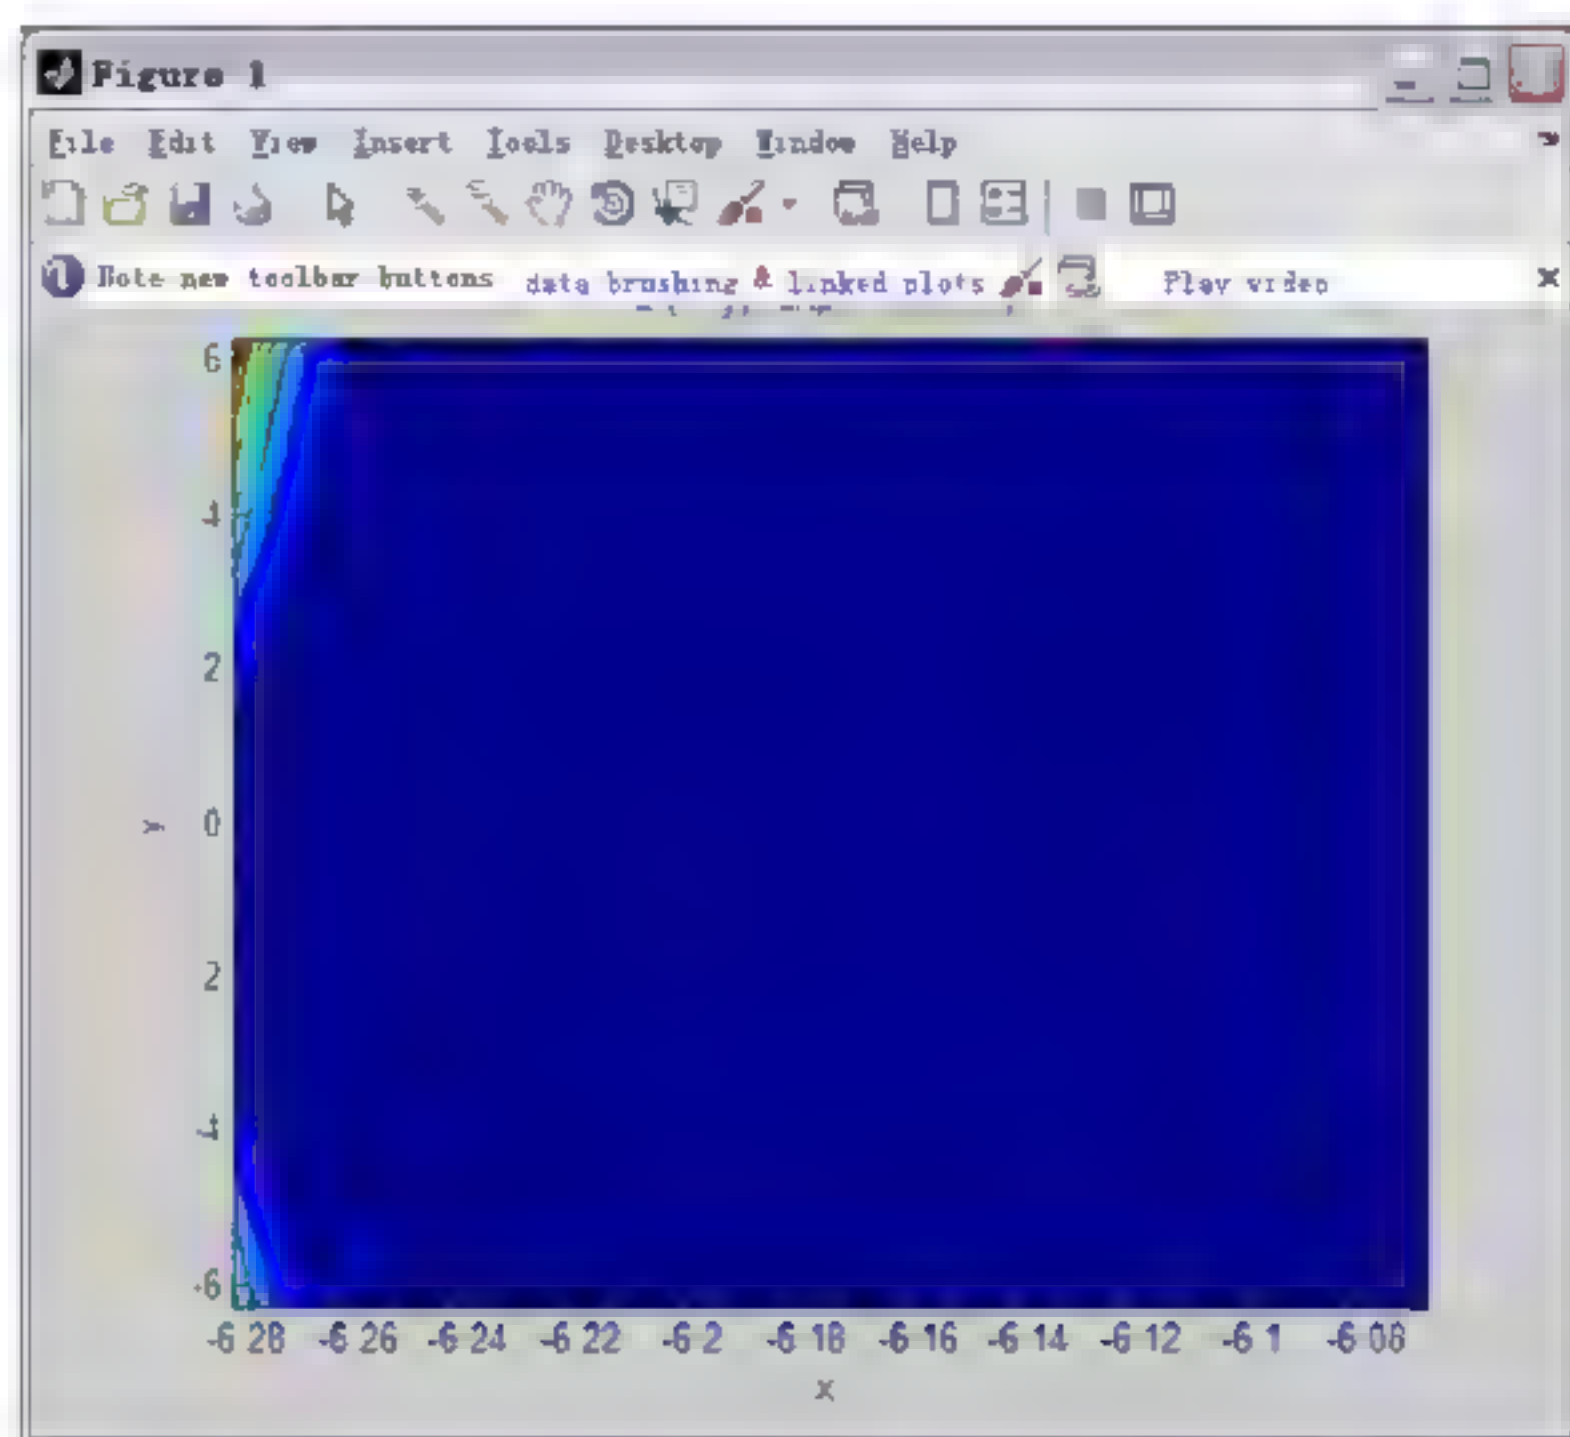 Figure 1
File Edit View Insert Tools Desktop Window Help
Note new toolbar buttons data brushing & linked plots Play video
6
4
2
0
2
-4
-6
y
-6 28 -6 26 -6 24 -6 22 -6 2 -6 18 -6 16 -6 14 -6 12 -6 1 -6 08
x